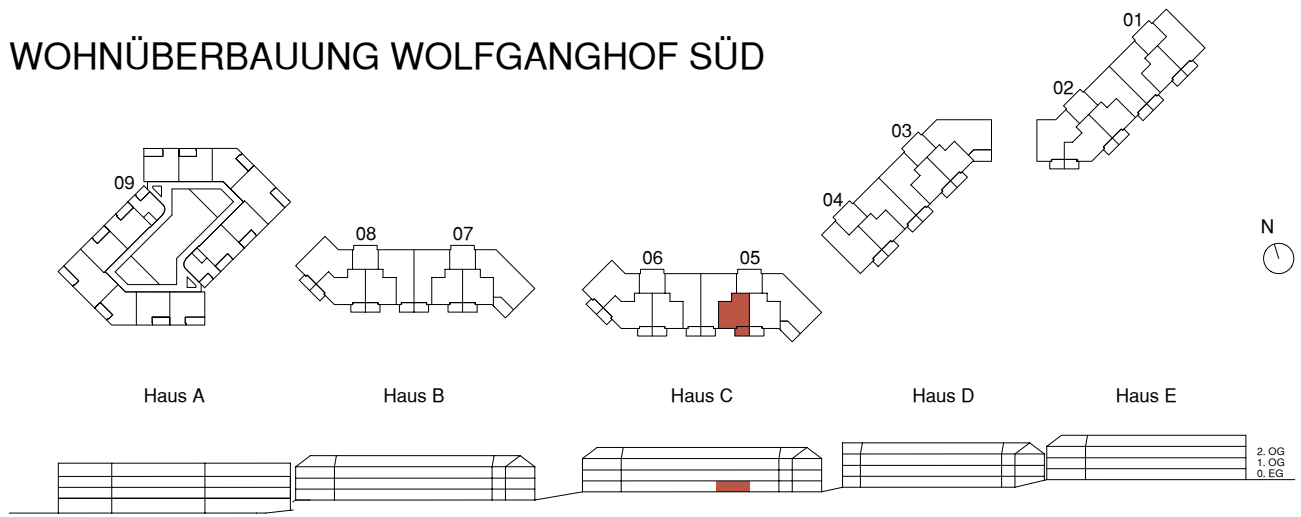 WOHNÜBERBAUUNG WOLFGANGHOF SÜD
01
02
03
04
09
08
07
06
05
N
Haus A
Haus B
Haus C
Haus D
Haus E
2. OG
1. OG
0. EG